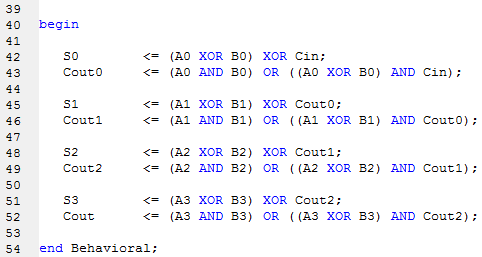 39
40 begin
41
42 S0 <= (A0 XOR B0) XOR Cin;
43 Cout0 <= (A0 AND B0) OR ((A0 XOR B0) AND Cin);
44
45 S1 <= (A1 XOR B1) XOR Cout0;
46 Cout1 <= (A1 AND B1) OR ((A1 XOR B1) AND Cout0);
47
48 S2 <= (A2 XOR B2) XOR Cout1;
49 Cout2 <= (A2 AND B2) OR ((A2 XOR B2) AND Cout1);
50
51 S3 <= (A3 XOR B3) XOR Cout2;
52 Cout <= (A3 AND B3) OR ((A3 XOR B3) AND Cout2);
53
54 end Behavioral;